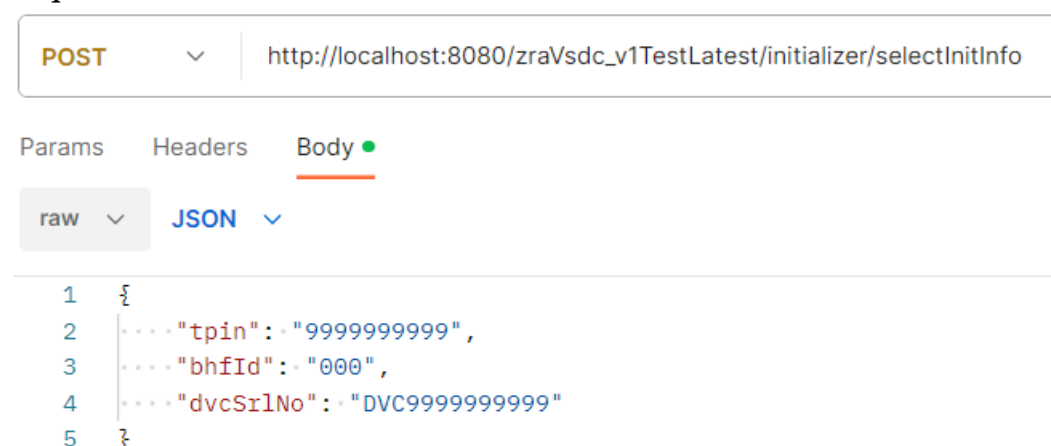 POST http://localhost:8080/zraVsdc_v1TestLatest/initializer/selectInitInfo
Params Headers Body
raw JSON
1 {
2 "tpin": "9999999999",
3 "bhfId": "000",
4 "dvcSrlNo": "DVC9999999999"
5 }